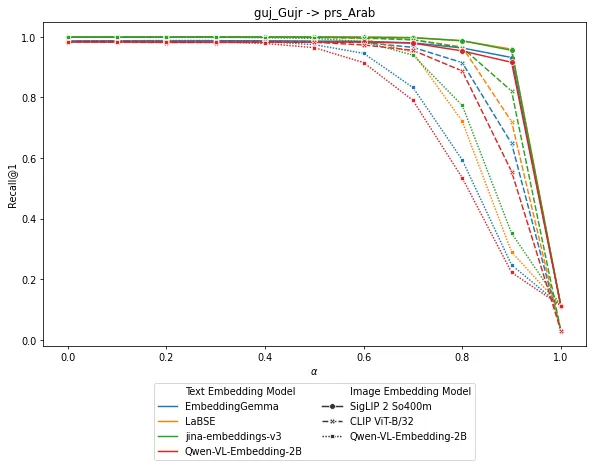 guj_Gujr -> prs_Arab
Recall@1
1.0
0.8
0.6
0.4
0.2
0.0
0.0 0.2 0.4 0.6 0.8 1.0
α
Text Embedding Model Image Embedding Model
EmbeddingGemma SigLIP 2 So400m
LaBSE CLIP ViT-B/32
jina-embeddings-v3 Qwen-VL-Embedding-2B
Qwen-VL-Embedding-2B